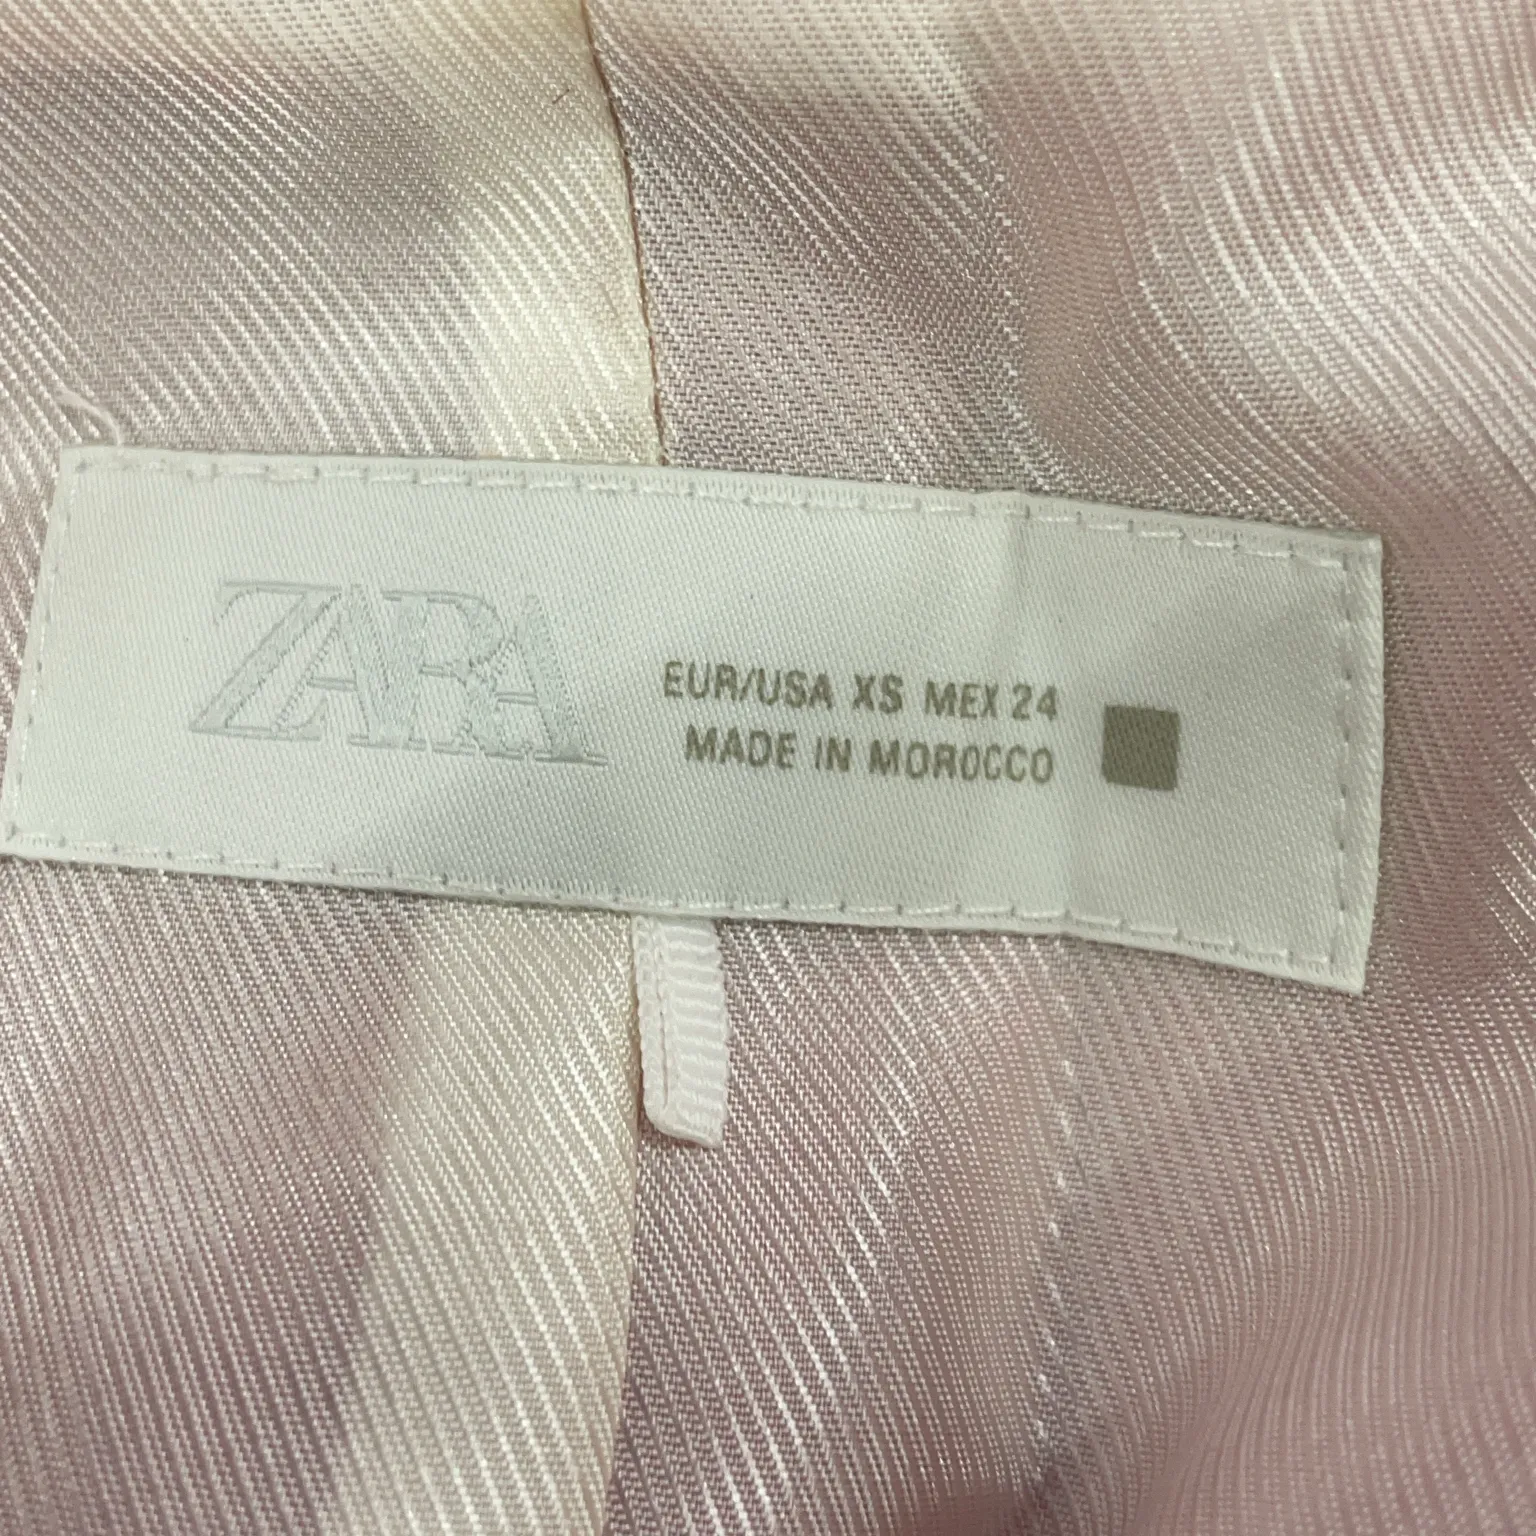 ZARA
EUR/USA XS MEX 24
MADE IN MOROCCO